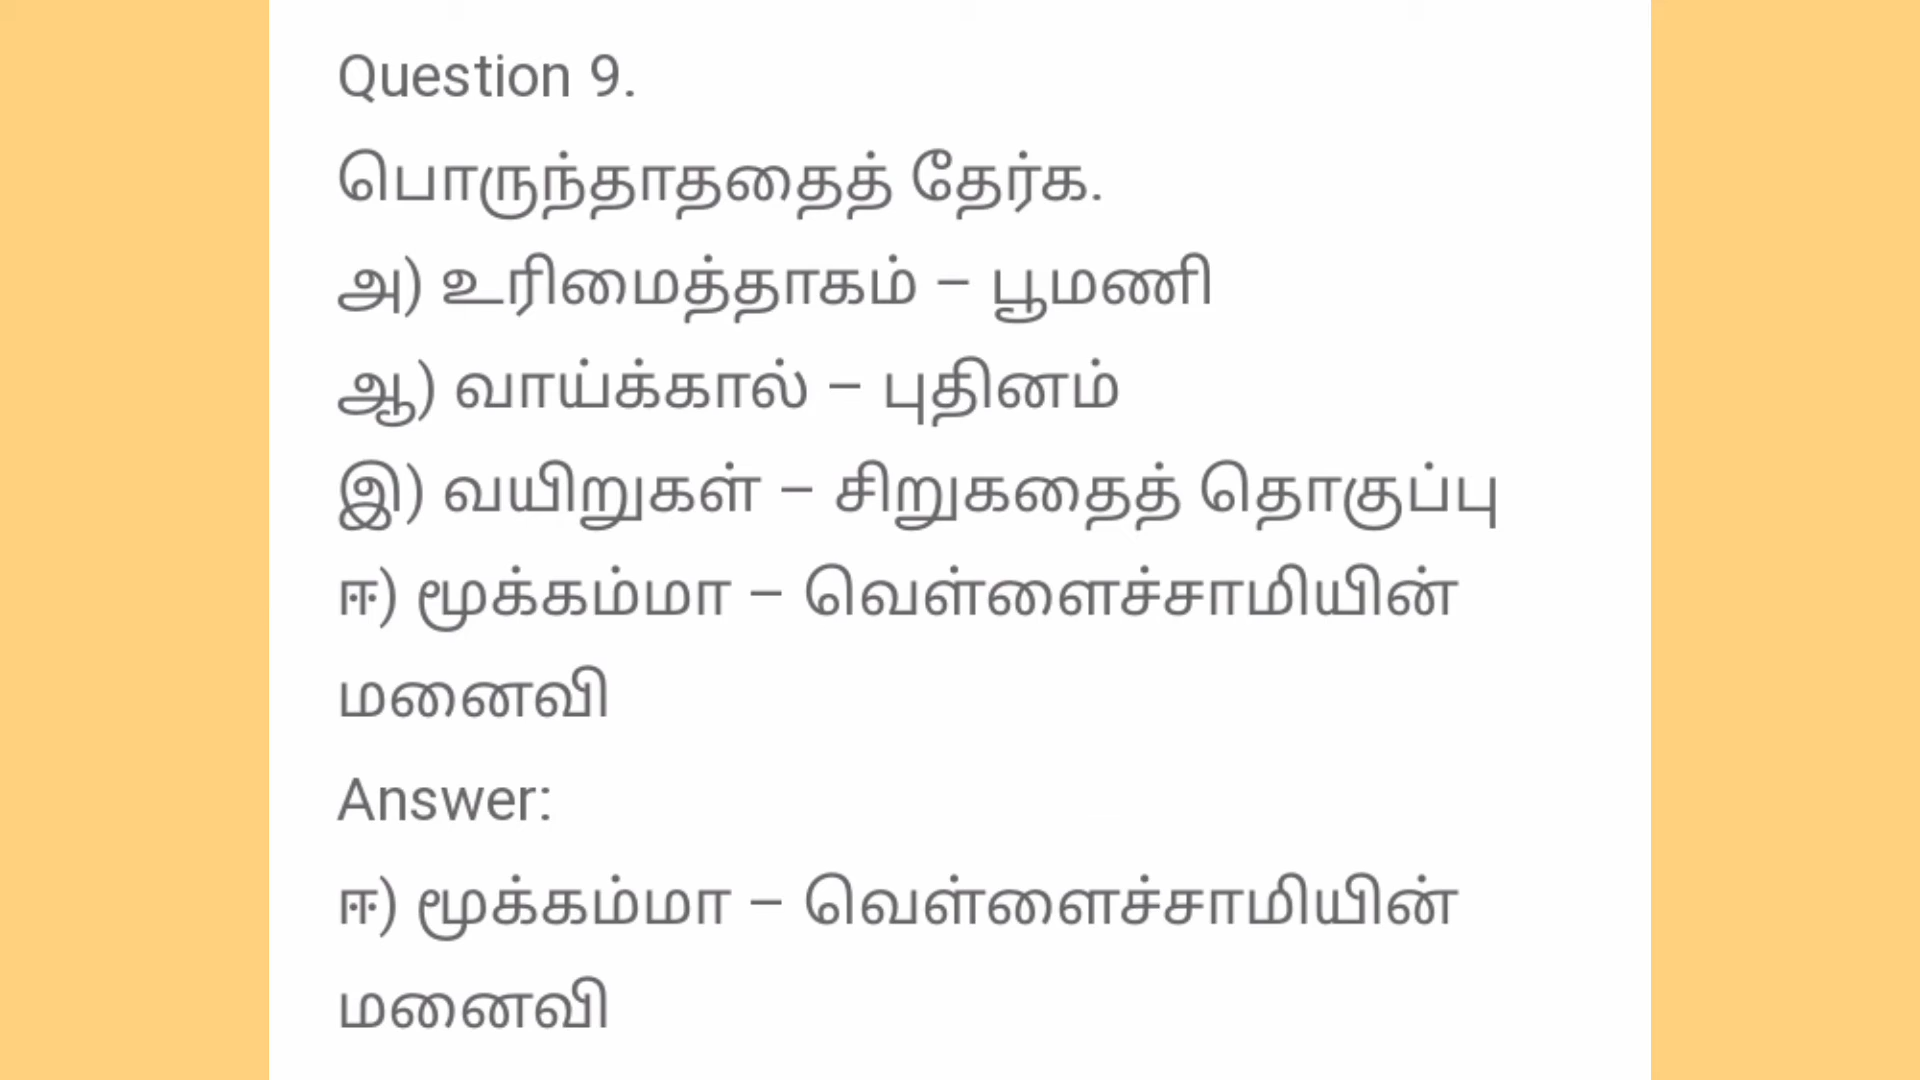 Question 9.
பொருந்தாததைத் தேர்க.
அ) உரிமைத்தாகம் – பூமணி
ஆ) வாய்க்கால் – புதினம்
இ) வயிறுகள் – சிறுகதைத் தொகுப்பு
ஈ) மூக்கம்மா – வெள்ளைச்சாமியின்
மனைவி
Answer:
ஈ) மூக்கம்மா – வெள்ளைச்சாமியின்
மனைவி